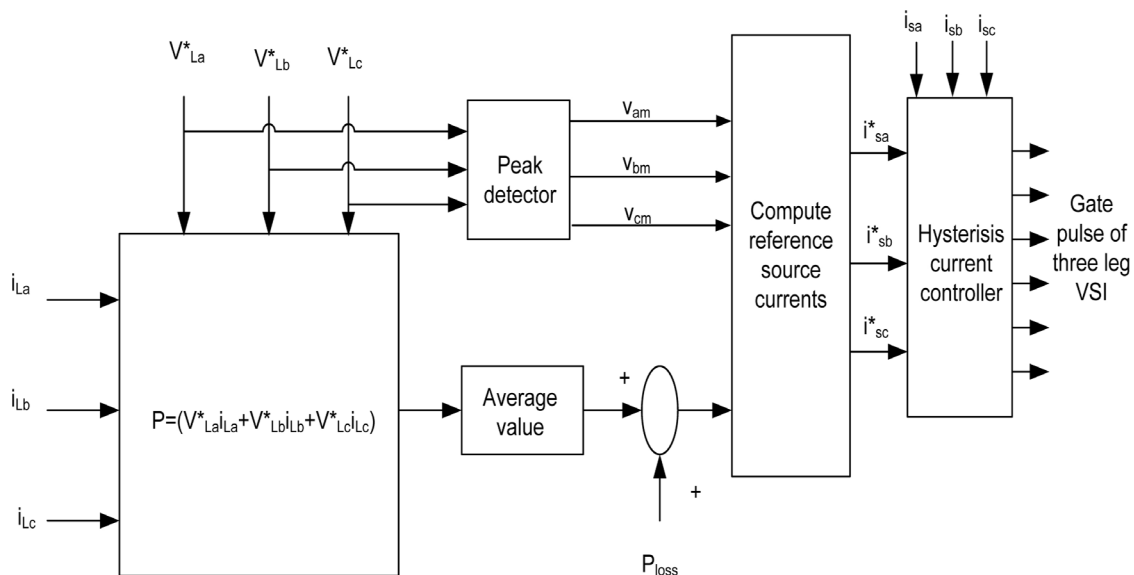 V*La
V*Lb
V*Lc
isa
isb
isc
Peak
detector
vam
vbm
vcm
Compute
reference
source
currents
i*sa
i*sb
i*sc
Hysterisis
current
controller
Gate
pulse of
three leg
VSI
iLa
iLb
iLc
P=(V*LaiLa+V*LbiLb+V*LciLc)
Average
value
+
+
Ploss